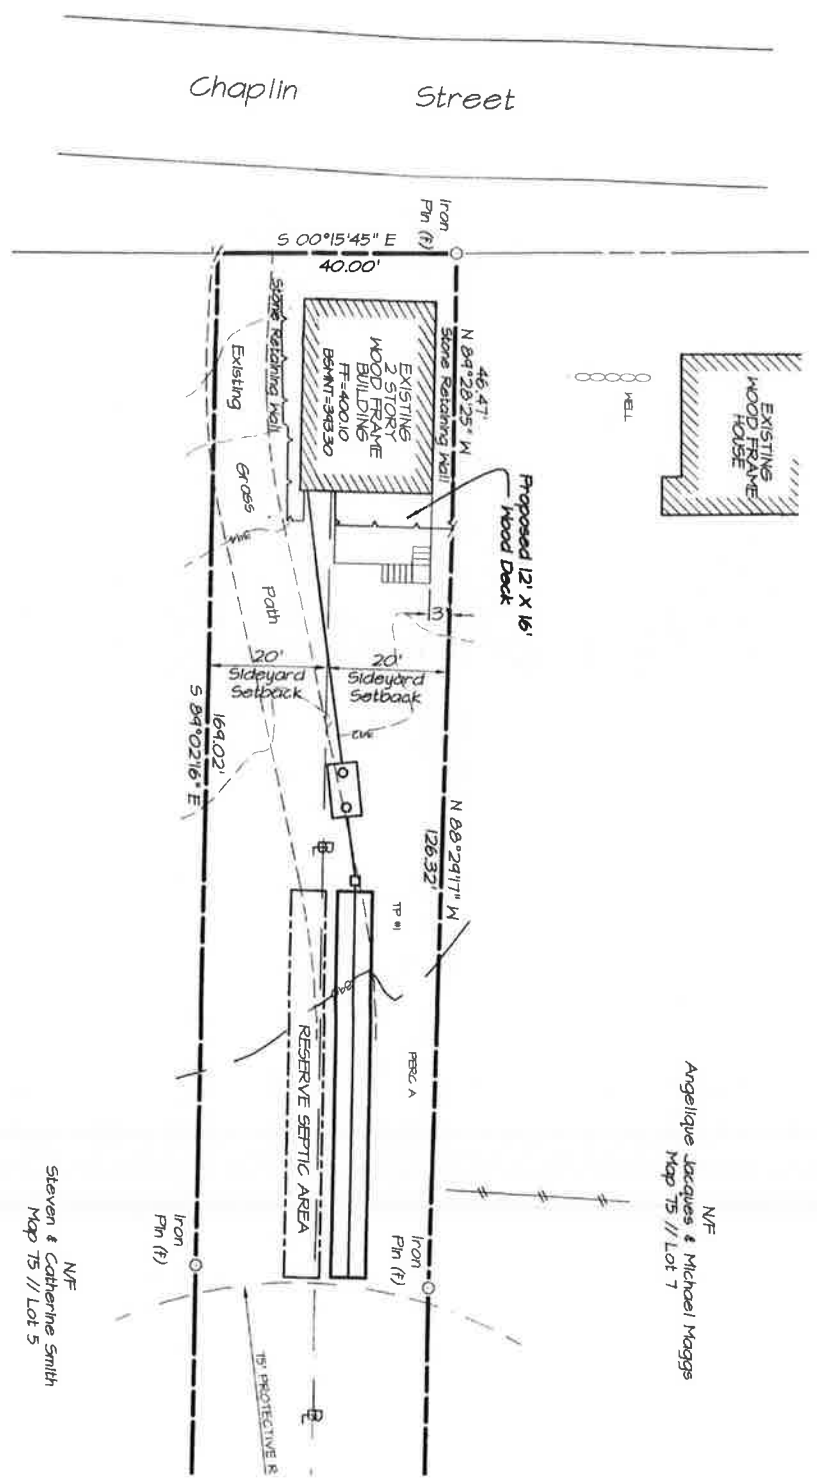 Chaplin Street
Iron
Pin (f)
S 00°15'45" E
40.00'
46.47'
N 89°28'25" W
Stone Retaining Wall
Stone Retaining Wall
EXISTING
2 STORY
WOOD FRAME
BUILDING
FF=400.10
BSMNT=393.30
EXISTING
WOOD FRAME
HOUSE
WELL
Existing
Grass
Path
394
Proposed 12' X 16'
Wood Deck
3'
20'
Sideyard
Setback
20'
Sideyard
Setback
392
169.02'
S 89°02'16" E
N 88°29'17" W
126.32'
TP #1
390
PERC A
RESERVE SEPTIC AREA
N/F
Angelique Jacques & Michael Maggs
Map 75 // Lot 7
Iron
Pin (f)
Iron
Pin (f)
N/F
Steven & Catherine Smith
Map 75 // Lot 5
75' PROTECTIVE R